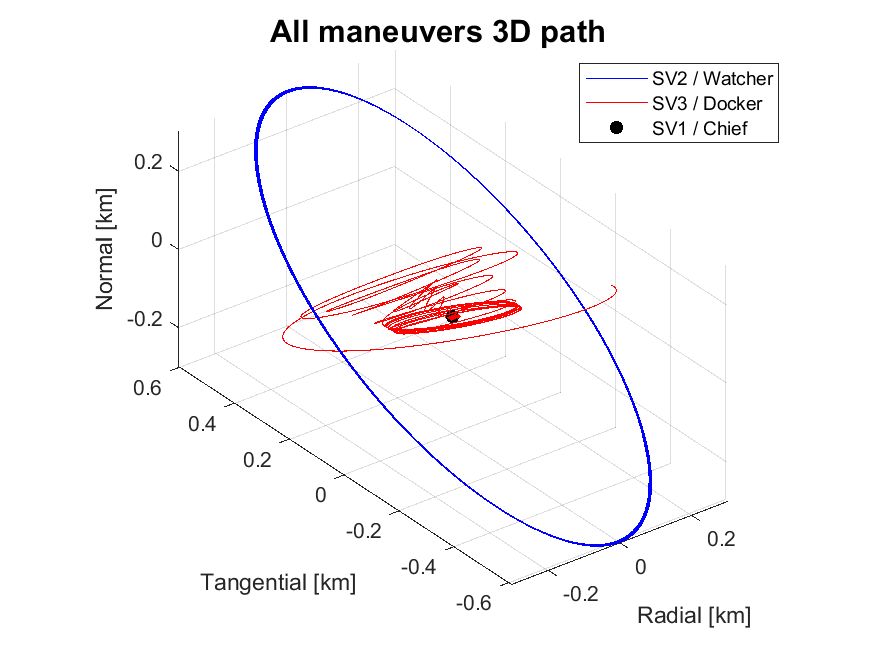 All maneuvers 3D path
SV2 / Watcher
SV3 / Docker
SV1 / Chief
Normal [km]
0.2
0
-0.2
0.6
0.4
0.2
0
-0.2
-0.4
-0.6
Tangential [km]
-0.2
0
0.2
Radial [km]